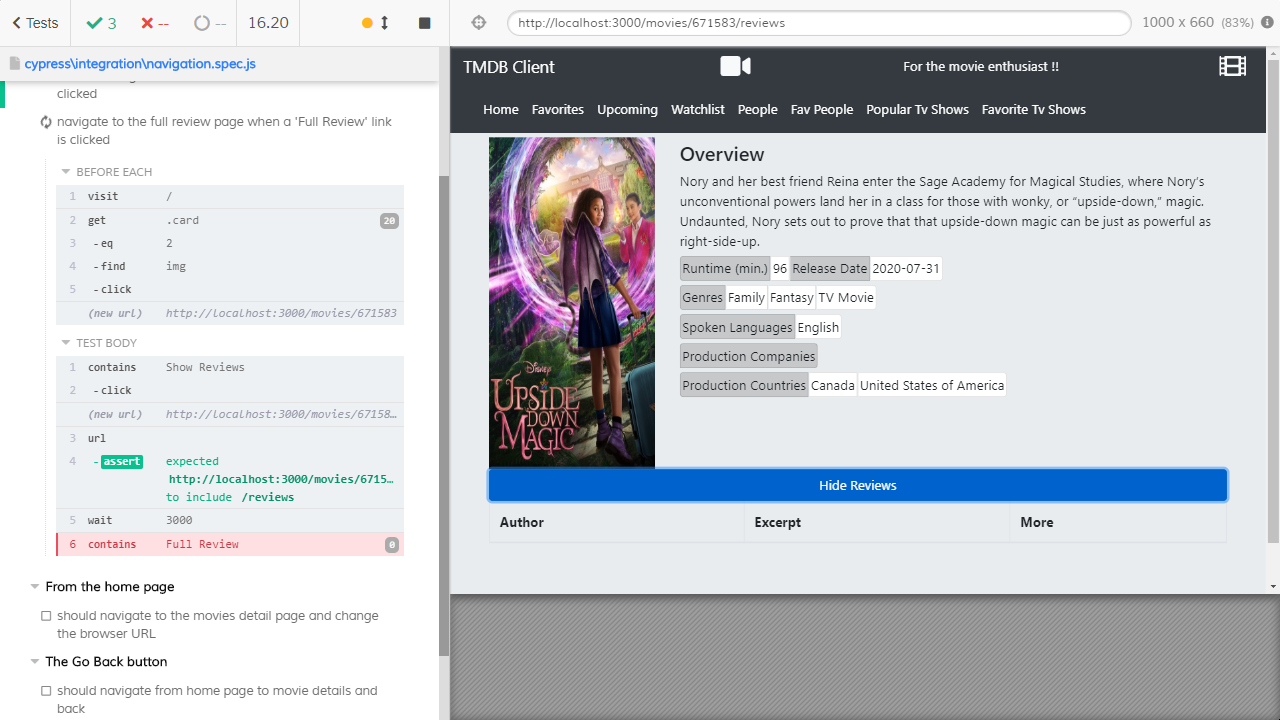 Tests
3
--
--
16.20
http://localhost:3000/movies/671583/reviews
1000 x 660 (83%)
cypress\integration\navigation.spec.js
clicked
navigate to the full review page when a 'Full Review' link
is clicked
BEFORE EACH
1 visit /
2 get .card 20
3 - eq 2
4 - find img
5 - click
(new url) http://localhost:3000/movies/671583
TEST BODY
1 contains Show Reviews
2 - click
(new url) http://localhost:3000/movies/67158…
3 url
4 - assert expected
http://localhost:3000/movies/6715…
to include /reviews
5 wait 3000
6 contains Full Review 0
From the home page
should navigate to the movies detail page and change
the browser URL
The Go Back button
should navigate from home page to movie details and
back
TMDB Client
For the movie enthusiast !!
Home Favorites Upcoming Watchlist People Fav People Popular Tv Shows Favorite Tv Shows
Disney
UPSIDE
DOWN
MAGIC
Overview
Nory and her best friend Reina enter the Sage Academy for Magical Studies, where Nory’s
unconventional powers land her in a class for those with wonky, or “upside-down,” magic.
Undaunted, Nory sets out to prove that that upside-down magic can be just as powerful as
right-side-up.
Runtime (min.) 96 Release Date 2020-07-31
Genres Family Fantasy TV Movie
Spoken Languages English
Production Companies
Production Countries Canada United States of America
Hide Reviews
Author Excerpt More